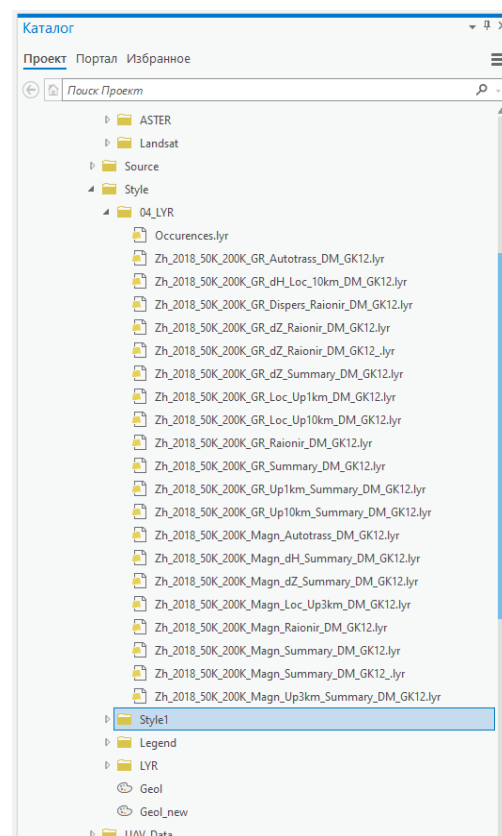 Каталог
Проект Портал Избранное
Поиск Проект
ASTER
Landsat
Source
Style
04_LYR
Occurences.lyr
Zh_2018_50K_200K_GR_Autotrass_DM_GK12.lyr
Zh_2018_50K_200K_GR_dH_Loc_10km_DM_GK12.lyr
Zh_2018_50K_200K_GR_Dispers_Raionir_DM_GK12.lyr
Zh_2018_50K_200K_GR_dZ_Raionir_DM_GK12.lyr
Zh_2018_50K_200K_GR_dZ_Raionir_DM_GK12_.lyr
Zh_2018_50K_200K_GR_dZ_Summary_DM_GK12.lyr
Zh_2018_50K_200K_GR_Loc_Up1km_DM_GK12.lyr
Zh_2018_50K_200K_GR_Loc_Up10km_DM_GK12.lyr
Zh_2018_50K_200K_GR_Raionir_DM_GK12.lyr
Zh_2018_50K_200K_GR_Summary_DM_GK12.lyr
Zh_2018_50K_200K_GR_Up1km_Summary_DM_GK12.lyr
Zh_2018_50K_200K_GR_Up10km_Summary_DM_GK12.lyr
Zh_2018_50K_200K_Magn_Autotrass_DM_GK12.lyr
Zh_2018_50K_200K_Magn_dH_Summary_DM_GK12.lyr
Zh_2018_50K_200K_Magn_dZ_Summary_DM_GK12.lyr
Zh_2018_50K_200K_Magn_Loc_Up3km_DM_GK12.lyr
Zh_2018_50K_200K_Magn_Raionir_DM_GK12.lyr
Zh_2018_50K_200K_Magn_Summary_DM_GK12.lyr
Zh_2018_50K_200K_Magn_Summary_DM_GK12_.lyr
Zh_2018_50K_200K_Magn_Up3km_Summary_DM_GK12.lyr
Style1
Legend
LYR
Geol
Geol_new
UAV_Data